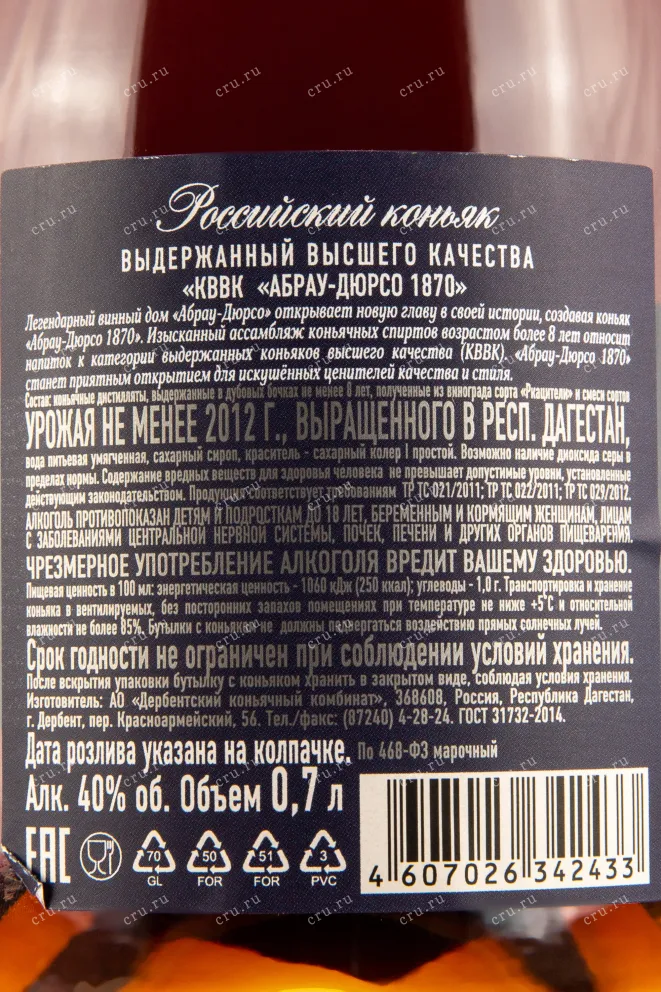 Российский коньяк
ВЫДЕРЖАННЫЙ ВЫСШЕГО КАЧЕСТВА
«КВВК «АБРАУ-ДЮРСО 1870»
Легендарный винный дом «Абрау-Дюрсо» открывает новую главу в своей истории, создавая коньяк
«Абрау-Дюрсо 1870». Изысканный ассамбляж коньячных спиртов возрастом более 8 лет относит
напиток к категории выдержанных коньяков высшего качества (КВВК). «Абрау-Дюрсо 1870»
станет приятным открытием для искушённых ценителей качества и стиля.
Состав: коньячные дистилляты, выдержанные в дубовых бочках не менее 8 лет, полученные из винограда сорта «Ркацители» и смеси сортов
УРОЖАЯ НЕ МЕНЕЕ 2012 Г., ВЫРАЩЕННОГО В РЕСП. ДАГЕСТАН,
вода питьевая умягченная, сахарный сироп, краситель - сахарный колер I простой. Возможно наличие диоксида серы в
пределах нормы. Содержание вредных веществ для здоровья человека не превышает допустимые уровни, установленные
действующим законодательством. Продукция соответствует требованиям ТР ТС 021/2011; ТР ТС 022/2011; ТР ТС 029/2012.
АЛКОГОЛЬ ПРОТИВОПОКАЗАН ДЕТЯМ И ПОДРОСТКАМ ДО 18 ЛЕТ, БЕРЕМЕННЫМ И КОРМЯЩИМ ЖЕНЩИНАМ, ЛИЦАМ
С ЗАБОЛЕВАНИЯМИ ЦЕНТРАЛЬНОЙ НЕРВНОЙ СИСТЕМЫ, ПОЧЕК, ПЕЧЕНИ И ДРУГИХ ОРГАНОВ ПИЩЕВАРЕНИЯ.
ЧРЕЗМЕРНОЕ УПОТРЕБЛЕНИЕ АЛКОГОЛЯ ВРЕДИТ ВАШЕМУ ЗДОРОВЬЮ.
Пищевая ценность в 100 мл: энергетическая ценность - 1060 кДж (250 ккал); углеводы - 1,0 г. Транспортировка и хранение
коньяка в вентилируемых, без посторонних запахов помещениях при температуре не ниже +5°С и относительной
влажности не более 85%. Бутылки с коньяком не должны подвергаться воздействию прямых солнечных лучей.
Срок годности не ограничен при соблюдении условий хранения.
После вскрытия упаковки бутылку с коньяком хранить в закрытом виде, соблюдая условия хранения.
Изготовитель: АО «Дербентский коньячный комбинат», 368608, Россия, Республика Дагестан,
г. Дербент, пер. Красноармейский, 56. Тел./факс: (87240) 4-28-24. ГОСТ 31732-2014.
Дата розлива указана на колпачке. По 468-ФЗ марочный
Алк. 40% об. Объем 0,7 л
EAC
70 GL
50 FOR
51 FOR
3 PVC
4 607026 342433
cru.ru